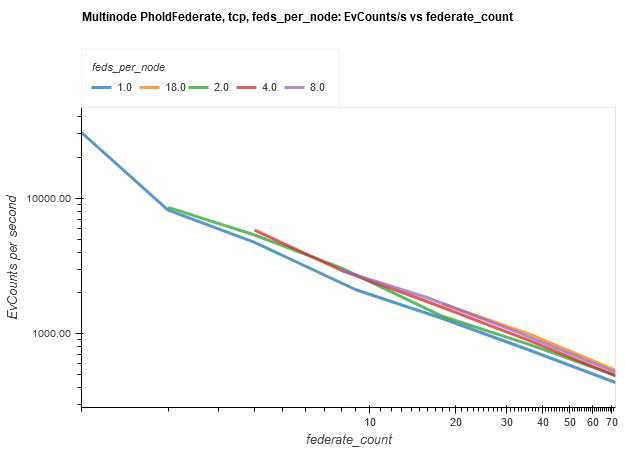 Multinode PholdFederate, tcp, feds_per_node: EvCounts/s vs federate_count
feds_per_node
1.0 18.0 2.0 4.0 8.0
10000.00
1000.00
EvCounts per second
10 20 30 40 50 60 70
federate_count